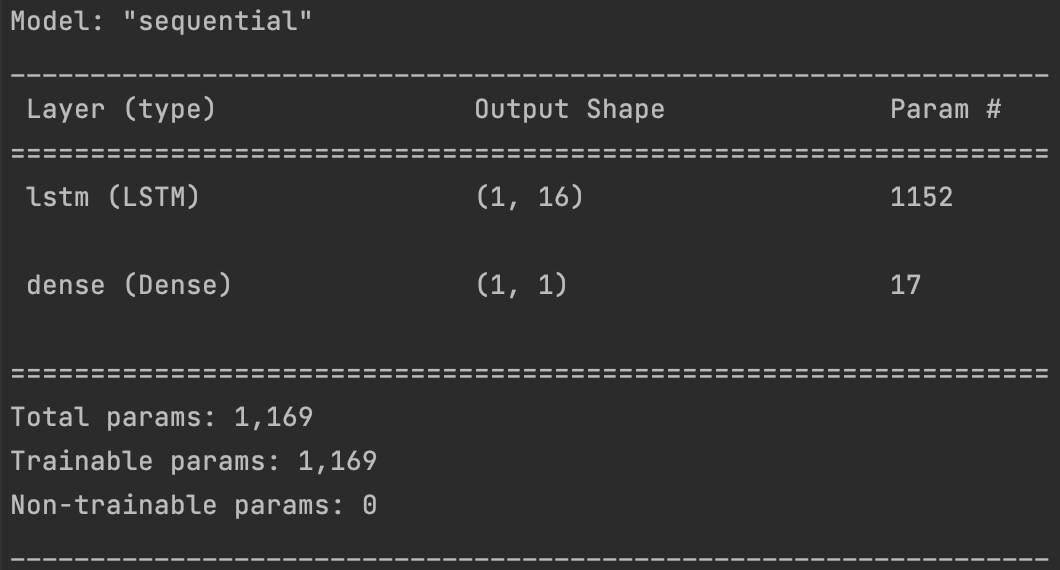 Model: "sequential"
_________________________________________________________________
Layer (type) Output Shape Param #
=================================================================
lstm (LSTM) (1, 16) 1152
dense (Dense) (1, 1) 17
=================================================================
Total params: 1,169
Trainable params: 1,169
Non-trainable params: 0
_________________________________________________________________